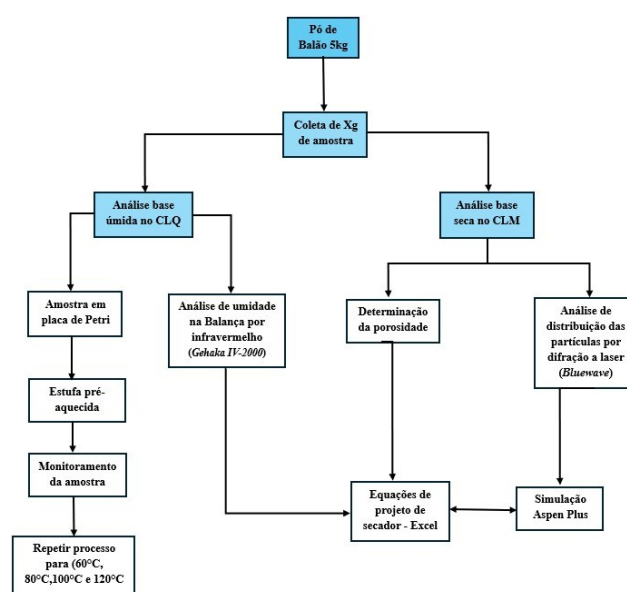 Pó de
Balão 5kg
Coleta de Xg
de amostra
Análise base
úmida no CLQ
Análise base
seca no CLM
Amostra em
placa de Petri
Análise de umidade
na Balança por
infravermelho
(Gehaka IV-2000)
Determinação
da porosidade
Análise de
distribuição das
partículas por
difração a laser
(Bluewave)
Estufa pré-
aquecida
Monitoramento
da amostra
Equações de
projeto de
secador - Excel
Simulação
Aspen Plus
Repetir processo
para (60°C,
80°C,100°C e 120°C